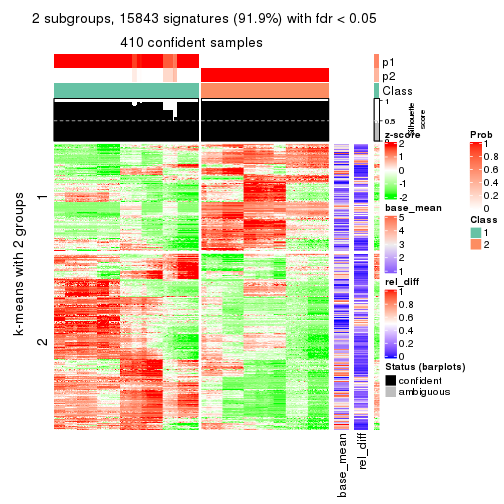 2 subgroups, 15843 signatures (91.9%) with fdr < 0.05
410 confident samples
p1
p2
Class
1
0.5
0
Silhouette
score
k-means with 2 groups
1
2
base_mean
rel_diff
z-score
2
1
0
-1
-2
base_mean
5
4
3
2
1
rel_diff
1
0.8
0.6
0.4
0.2
0
Status (barplots)
confident
ambiguous
Prob
1
0.8
0.6
0.4
0.2
0
Class
1
2